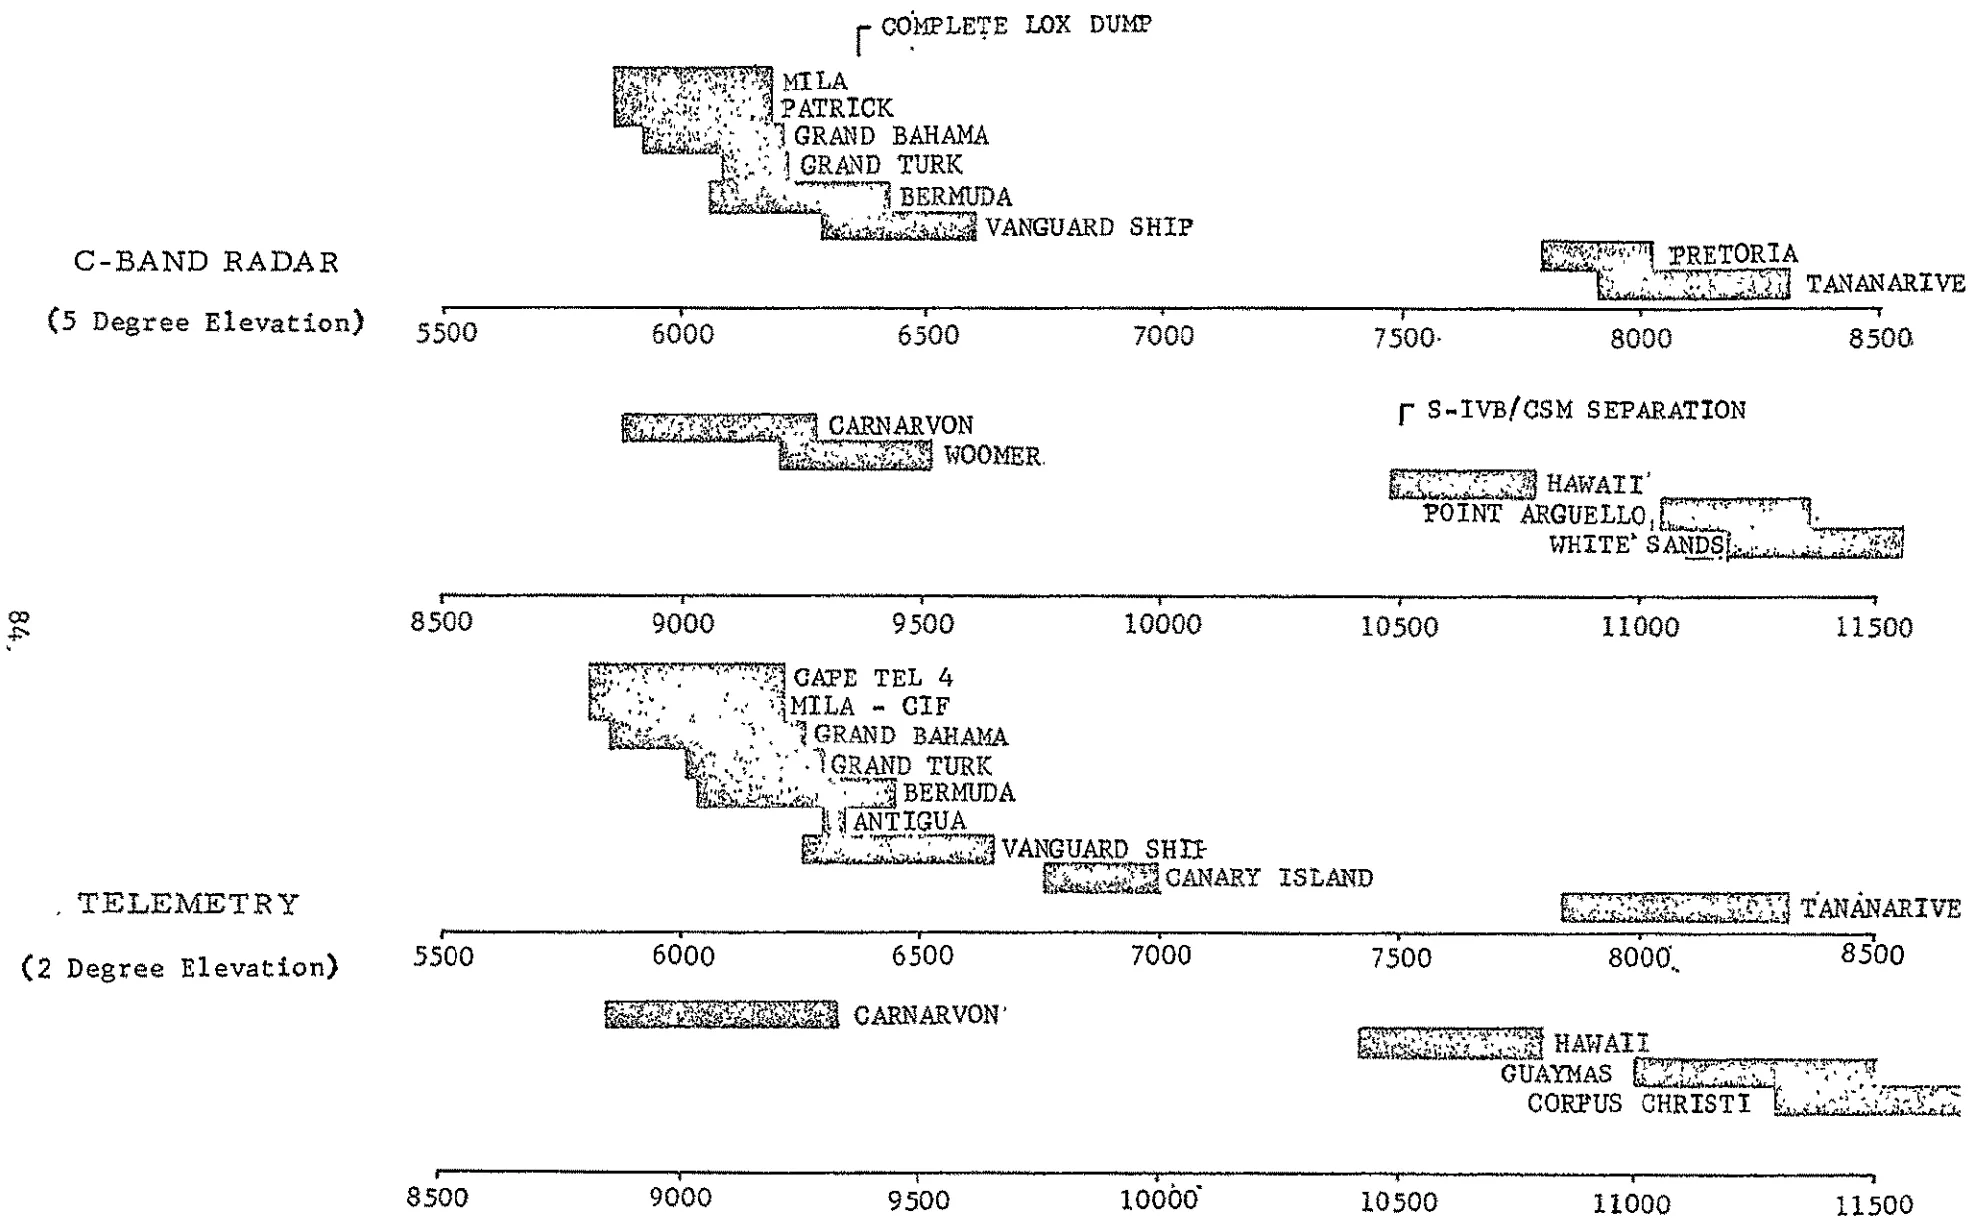 COMPLETE LOX DUMP
MILA
PATRICK
GRAND BAHAMA
GRAND TURK
BERMUDA
VANGUARD SHIP
C-BAND RADAR
(5 Degree Elevation)
PRETORIA
TANANARIVE
5500 6000 6500 7000 7500 8000 8500
S-IVB/CSM SEPARATION
CARNARVON
WOOMER
HAWAII
POINT ARGUELLO
WHITE SANDS
8500 9000 9500 10000 10500 11000 11500
84
CAPE TEL 4
MILA - CIF
GRAND BAHAMA
GRAND TURK
BERMUDA
ANTIGUA
VANGUARD SHIP
CANARY ISLAND
TELEMETRY
(2 Degree Elevation)
TANANARIVE
5500 6000 6500 7000 7500 8000 8500
CARNARVON
HAWAII
GUAYMAS
CORPUS CHRISTI
8500 9000 9500 10000 10500 11000 11500